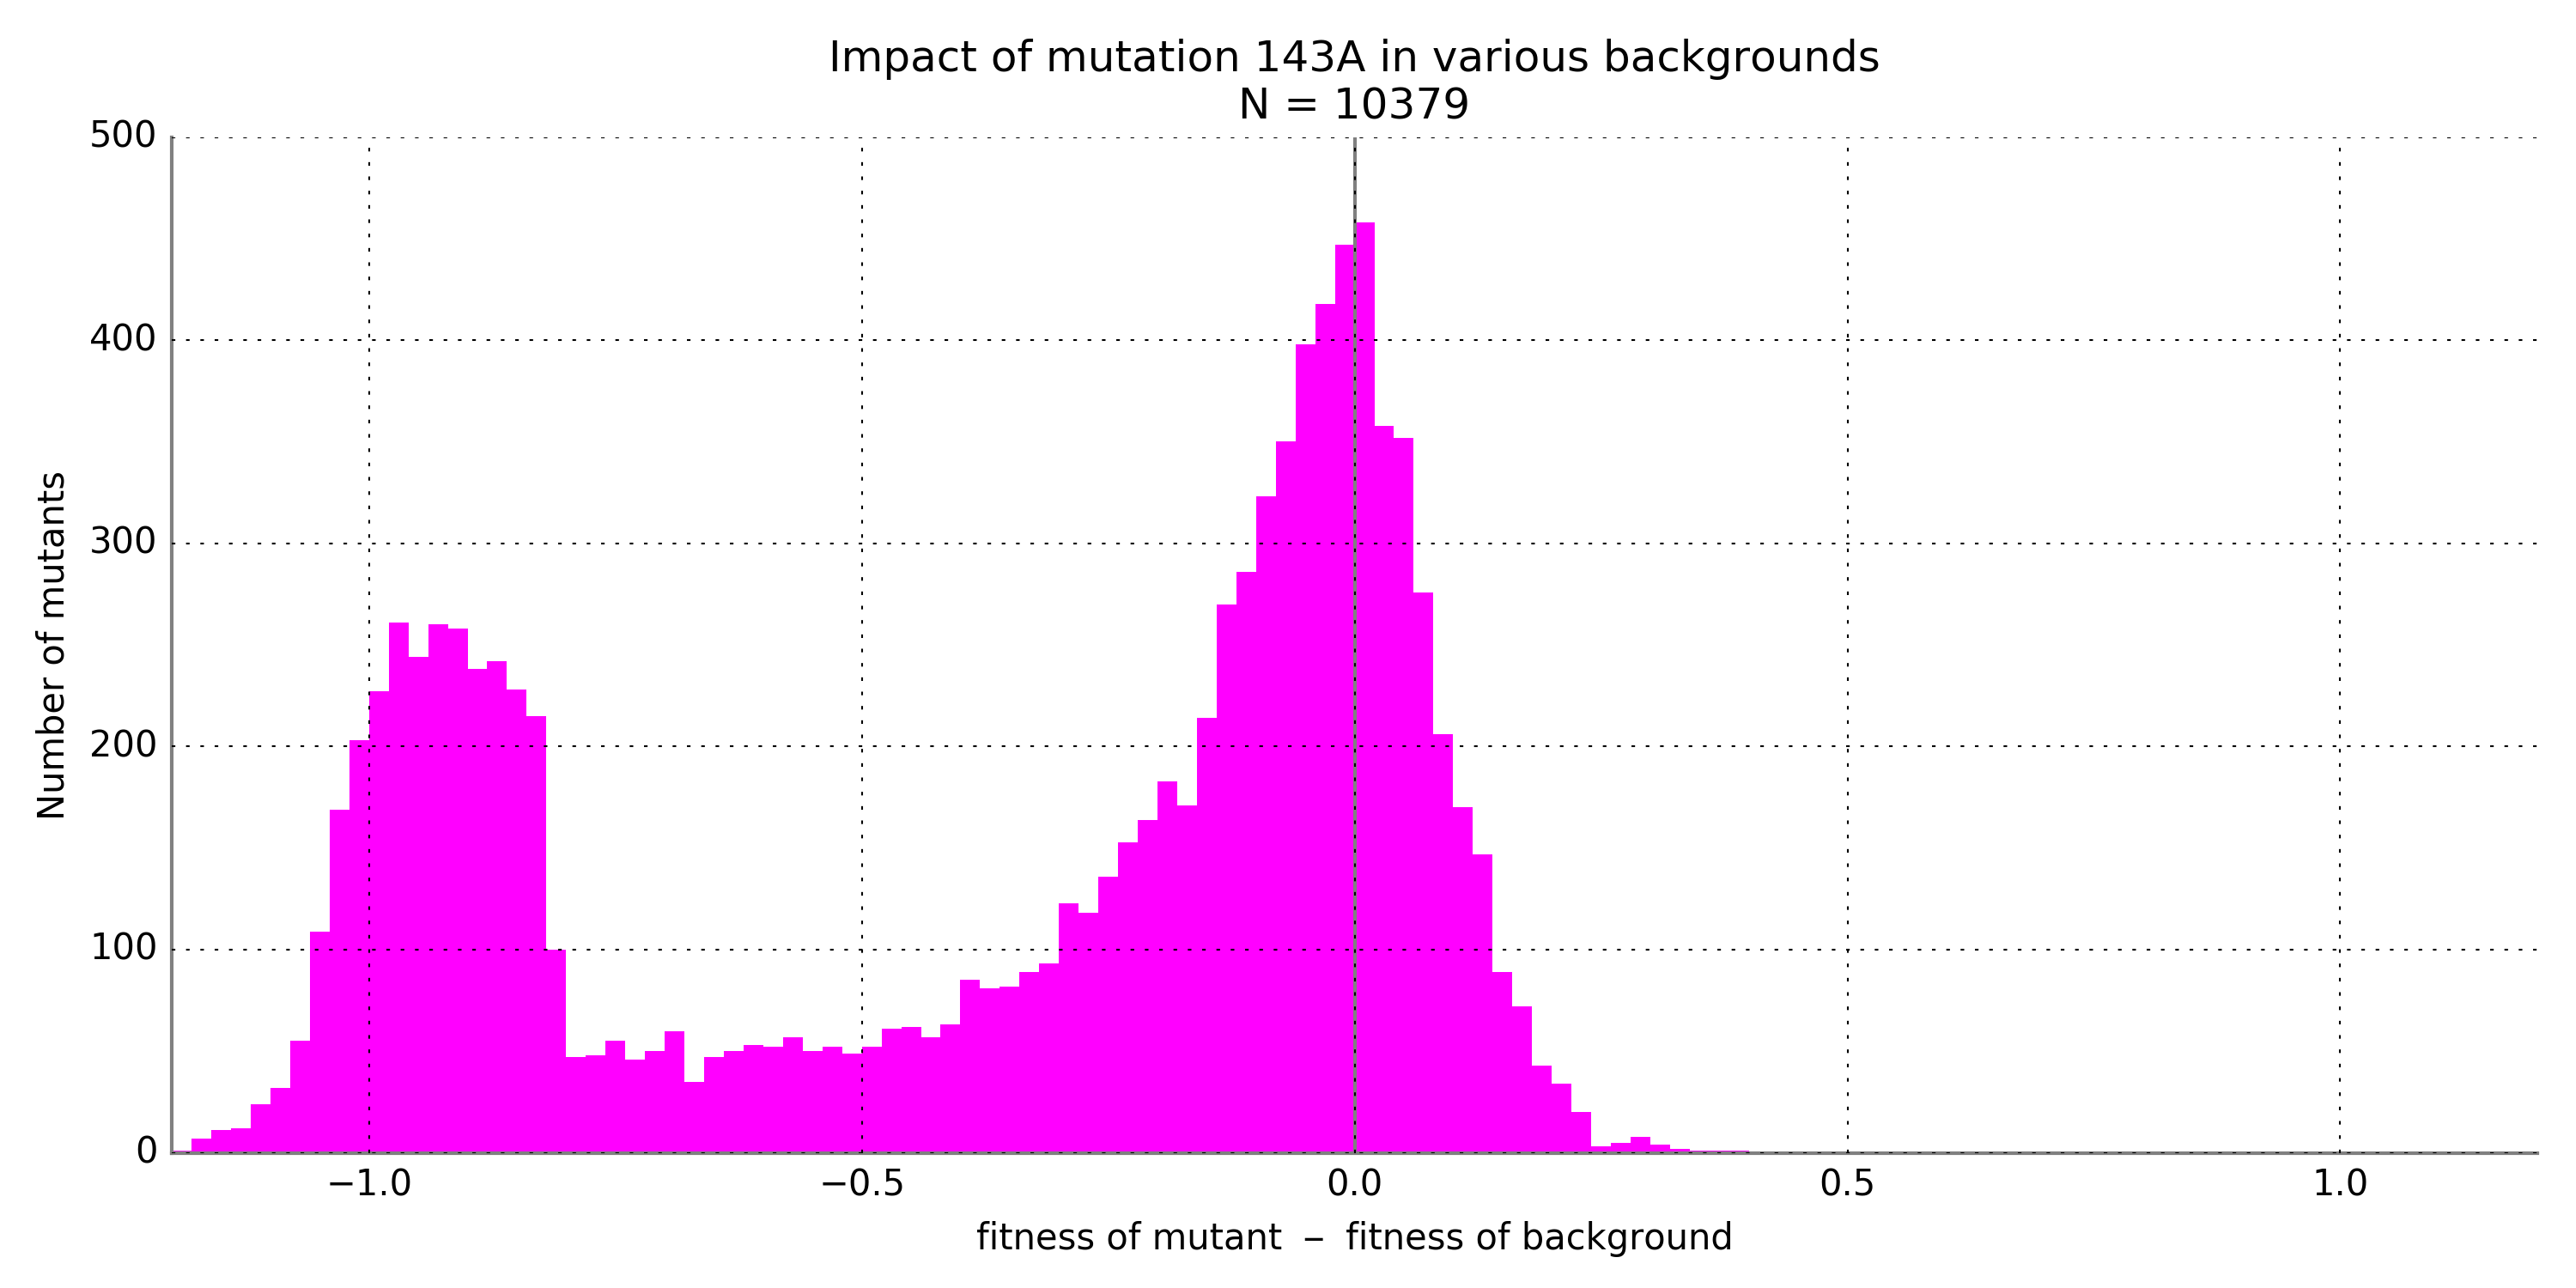 Impact of mutation 143A in various backgrounds
N = 10379
500
400
300
200
100
0
Number of mutants
−1.0
−0.5
0.0
0.5
1.0
fitness of mutant – fitness of background